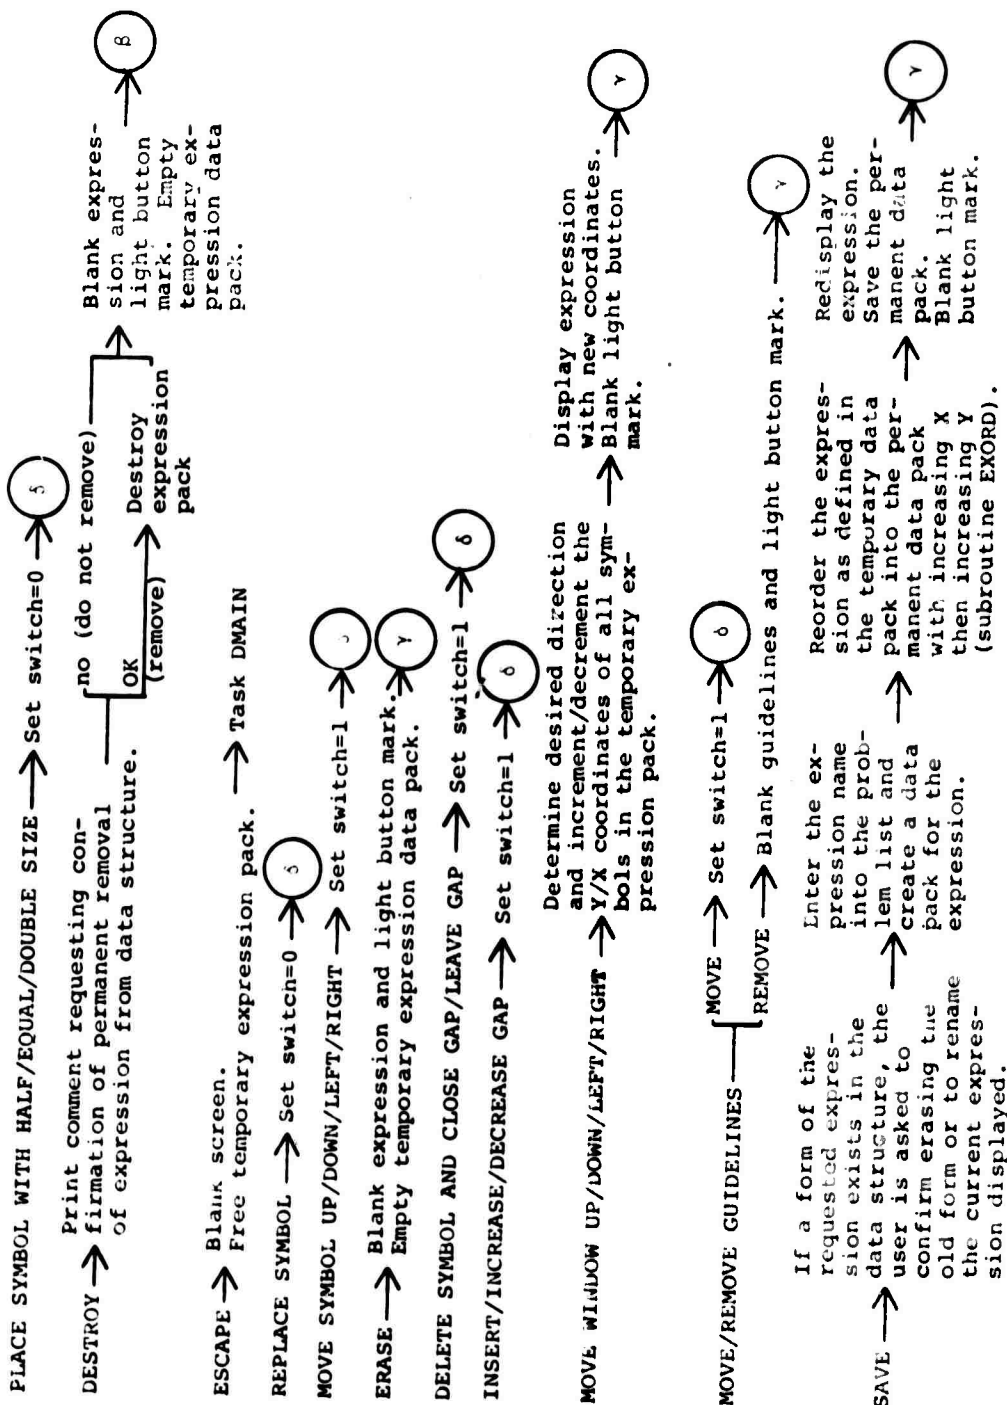 PLACE SYMBOL WITH HALF/EQUAL/DOUBLE SIZE → Set switch=0 → δ
DESTROY → Print comment requesting con-
firmation of permanent removal
of expression from data structure.
no (do not remove)
OK
(remove)
Destroy
expression
pack
Blank expres-
sion and
light button
mark. Empty
temporary ex-
pression data
pack.
β
ESCAPE → Blank screen.
Free temporary expression pack. → Task DMAIN
REPLACE SYMBOL → Set switch=0 → δ
MOVE SYMBOL UP/DOWN/LEFT/RIGHT → Set switch=1 →
ERASE → Blank expression and light button mark.
Empty temporary expression data pack. → γ
DELETE SYMBOL AND CLOSE GAP/LEAVE GAP → Set switch=1 → δ
INSERT/INCREASE/DECREASE GAP → Set switch=1 → δ
MOVE WINDOW UP/DOWN/LEFT/RIGHT → Determine desired direction
and increment/decrement the
Y/X coordinates of all sym-
bols in the temporary ex-
pression pack.
Display expression
with new coordinates.
Blank light button
mark.
γ
MOVE/REMOVE GUIDELINES
MOVE → Set switch=1 → δ
REMOVE → Blank guidelines and light button mark. → γ
SAVE → If a form of the
requested expres-
sion exists in the
data structure, the
user is asked to
confirm erasing the
old form or to rename
the current expres-
sion displayed.
Enter the ex-
pression name
into the prob-
lem list and
create a data
pack for the
expression.
Reorder the expres-
sion as defined in
the temporary data
pack into the per-
manent data pack
with increasing X
then increasing Y
(subroutine EXORD).
Redisplay the
expression.
Save the per-
manent data
pack.
Blank light
button mark.
γ